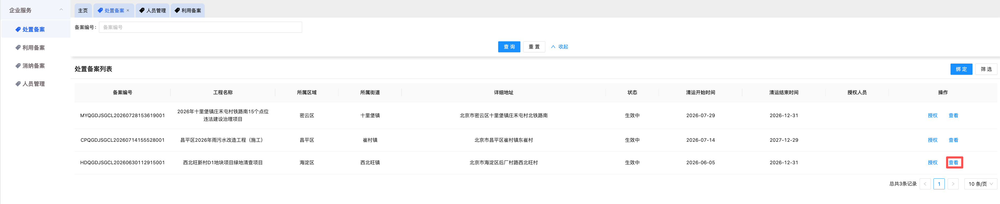 企业服务
处置备案
利用备案
消纳备案
人员管理
主页 处置备案 × 人员管理 利用备案
备案编号： 备案编号
查 询 重 置 收起
处置备案列表
绑 定 筛 选
备案编号 工程名称 所属区域 所属街道 详细地址 状态 清运开始时间 清运结束时间 授权人员 操作
MYQGDJSGCL20260728153619001 2026年十里堡镇庄禾屯村铁路南15个点位违法建设治理项目 密云区 十里堡镇 北京市密云区十里堡镇庄禾屯村北铁路南 生效中 2026-07-29 2026-12-31 授权 查看
CPQGDJSGCL20260714155528001 昌平区2026年雨污水改造工程（施工） 昌平区 崔村镇 北京市昌平区崔村镇东崔村 生效中 2026-07-14 2027-12-29 授权 查看
HDQGDJSGCL20260630112915001 西北旺新村D1地块项目绿地清查项目 海淀区 西北旺镇 北京市海淀区后厂村路西北旺村 生效中 2026-06-05 2026-12-31 授权 查看
总共3条记录 < 1 > 10 条/页